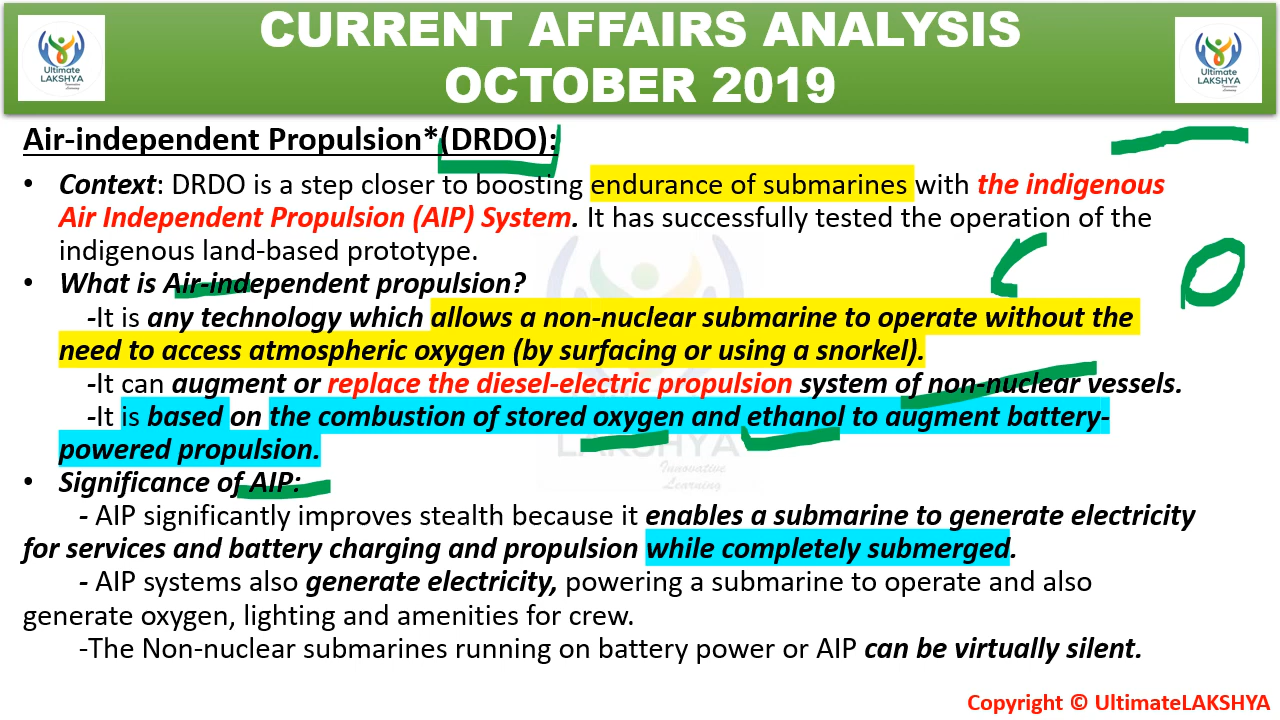 CURRENT AFFAIRS ANALYSIS
OCTOBER 2019
Ultimate
LAKSHYA
Innovative
Learning
Ultimate
LAKSHYA
Innovative
Learning
Air-independent Propulsion*(DRDO):
• Context: DRDO is a step closer to boosting endurance of submarines with the indigenous
Air Independent Propulsion (AIP) System. It has successfully tested the operation of the
indigenous land-based prototype.
• What is Air-independent propulsion?
-It is any technology which allows a non-nuclear submarine to operate without the
need to access atmospheric oxygen (by surfacing or using a snorkel).
-It can augment or replace the diesel-electric propulsion system of non-nuclear vessels.
-It is based on the combustion of stored oxygen and ethanol to augment battery-
powered propulsion.
LAKSHYA
Innovative
Learning
• Significance of AIP:
- AIP significantly improves stealth because it enables a submarine to generate electricity
for services and battery charging and propulsion while completely submerged.
- AIP systems also generate electricity, powering a submarine to operate and also
generate oxygen, lighting and amenities for crew.
-The Non-nuclear submarines running on battery power or AIP can be virtually silent.
Copyright © UltimateLAKSHYA